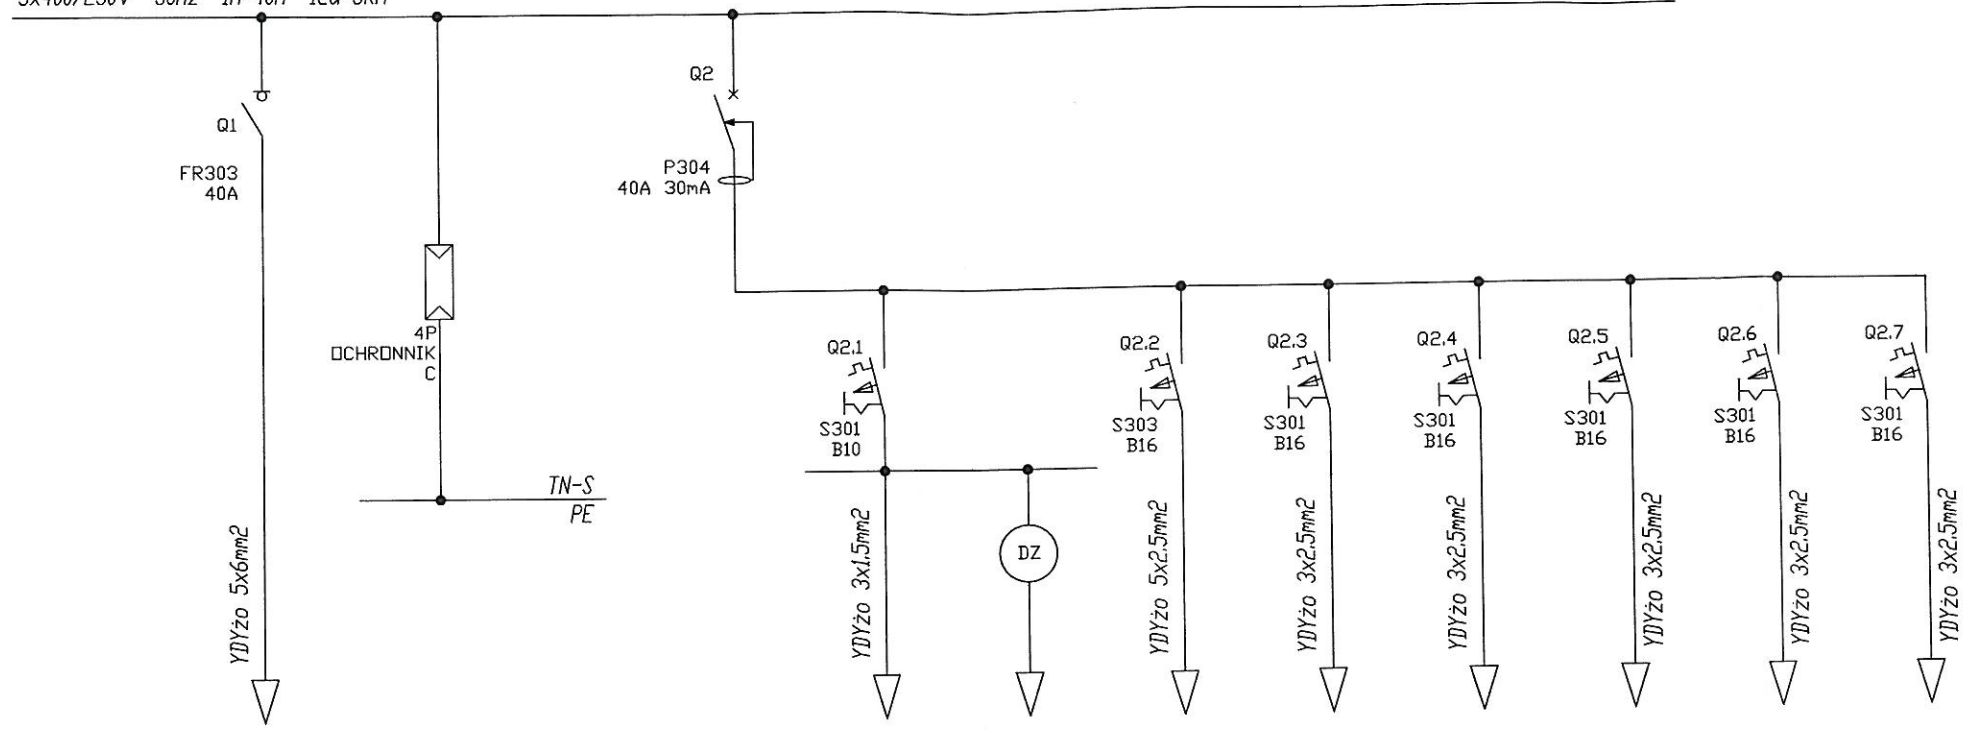 Q1
FR303
40A
YDYżo 5x6mm2
4P
OCHRONNIK
C
TN-S
PE
Q2
P304
40A 30mA
Q2.1
S301
B10
YDYżo 3x1,5mm2
DZ
Q2.2
S303
B16
YDYżo 5x2,5mm2
Q2.3
S301
B16
YDYżo 3x2,5mm2
Q2.4
S301
B16
YDYżo 3x2,5mm2
Q2.5
S301
B16
YDYżo 3x2,5mm2
Q2.6
S301
B16
YDYżo 3x2,5mm2
Q2.7
S301
B16
YDYżo 3x2,5mm2